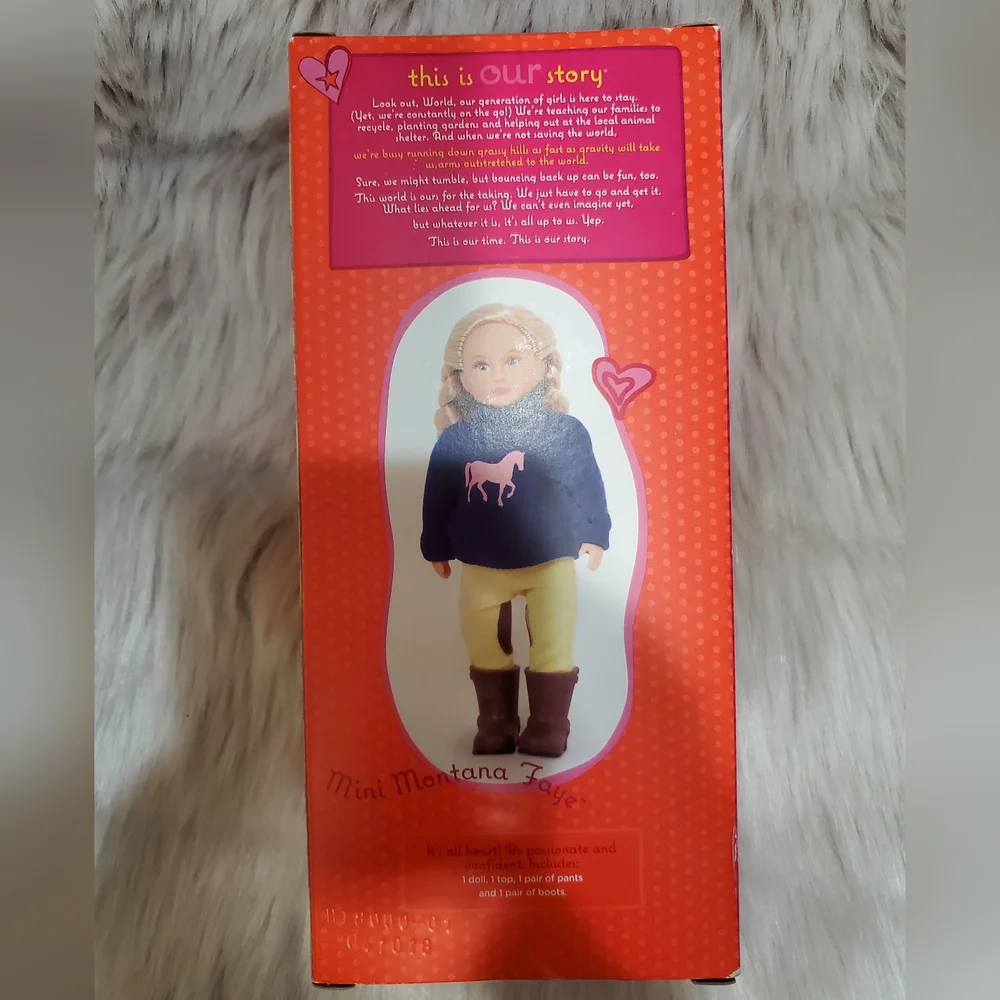 this is our story™
Look out, World, our generation of girls is here to stay.
(Yet, we're constantly on the go!) We're teaching our families to
recycle, planting gardens and helping out at the local animal
shelter. And when we're not saving the world,
we're busy running down grassy hills as fast as gravity will take
us, arms outstretched to the world.
Sure, we might tumble, but bouncing back up can be fun, too.
This world is ours for the taking. We just have to go and get it.
What lies ahead for us? We can't even imagine yet,
but whatever it is, it's all up to us. Yep.
This is our time. This is our story.
Mini Montana Faye™
It's all heart! Be passionate and
confident. Includes:
1 doll, 1 top, 1 pair of pants
and 1 pair of boots.